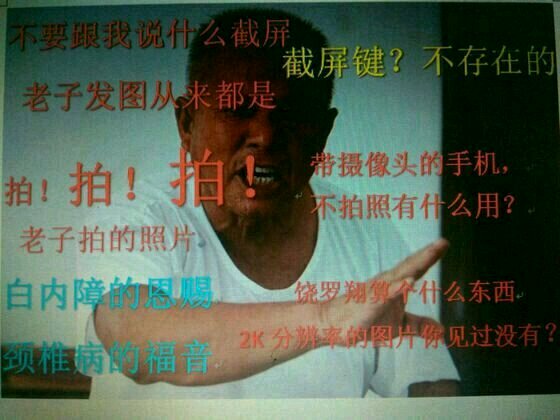 不要跟我说什么截屏
截屏键？不存在的
老子发图从来都是
拍！拍！拍！
带摄像头的手机，
不拍照有什么用？
老子拍的照片
白内障的恩赐
颈椎病的福音
饶罗翔算个什么东西
2K 分辨率的图片你见过没有？